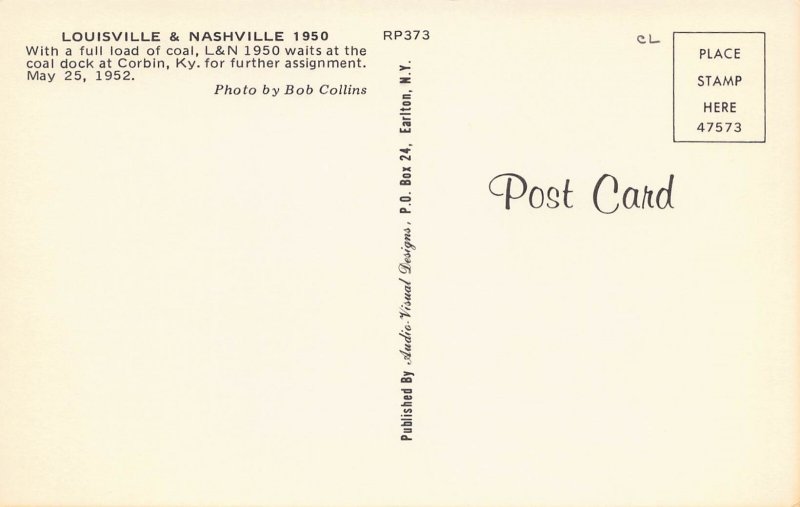 LOUISVILLE & NASHVILLE 1950
With a full load of coal, L&N 1950 waits at the
coal dock at Corbin, Ky. for further assignment.
May 25, 1952.
Photo by Bob Collins
RP373
Published By Audio-Visual Designs, P.O. Box 24, Earlton, N.Y.
CL
PLACE
STAMP
HERE
47573
Post Card